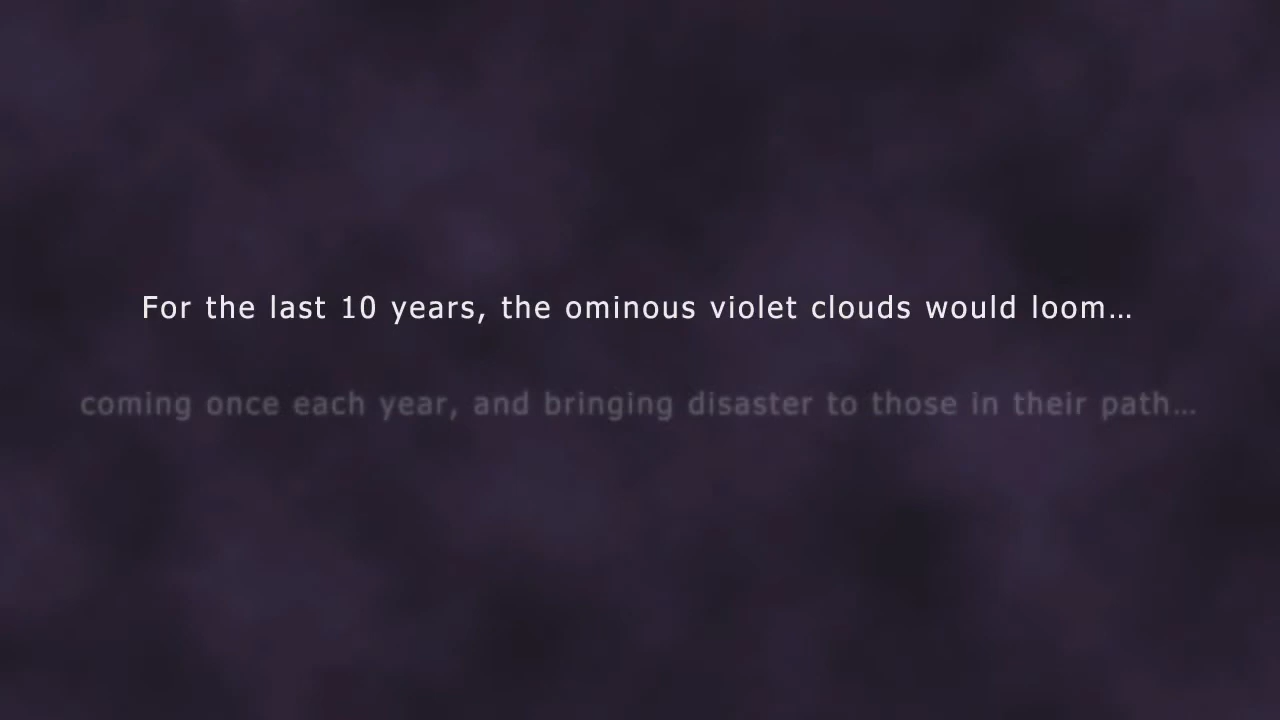 For the last 10 years, the ominous violet clouds would loom…
coming once each year, and bringing disaster to those in their path…